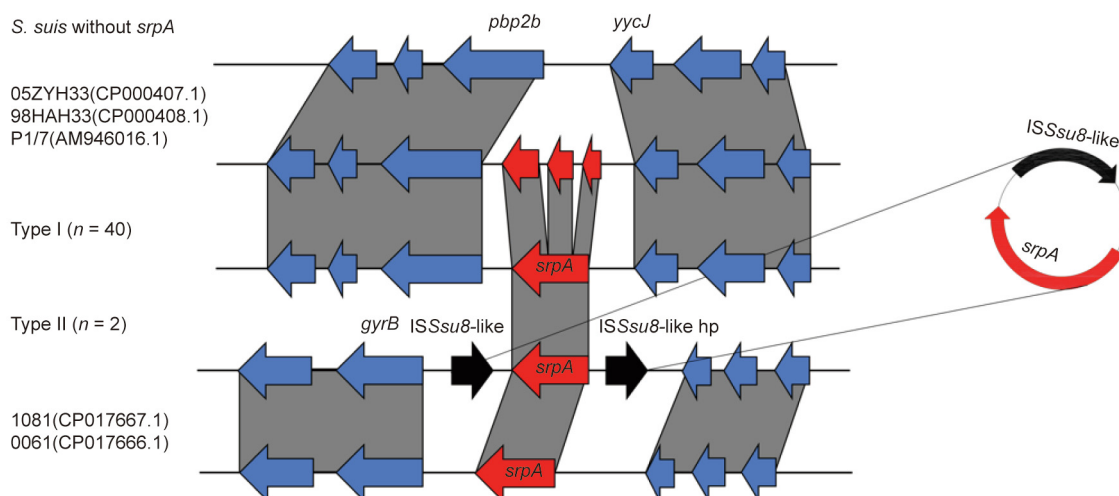 S. suis without srpA
pbp2b
yycJ
05ZYH33(CP000407.1)
98HAH33(CP000408.1)
P1/7(AM946016.1)
ISSsu8-like
srpA
Type I (n = 40)
srpA
Type II (n = 2)
gyrB
ISSsu8-like
ISSsu8-like hp
srpA
1081(CP017667.1)
0061(CP017666.1)
srpA